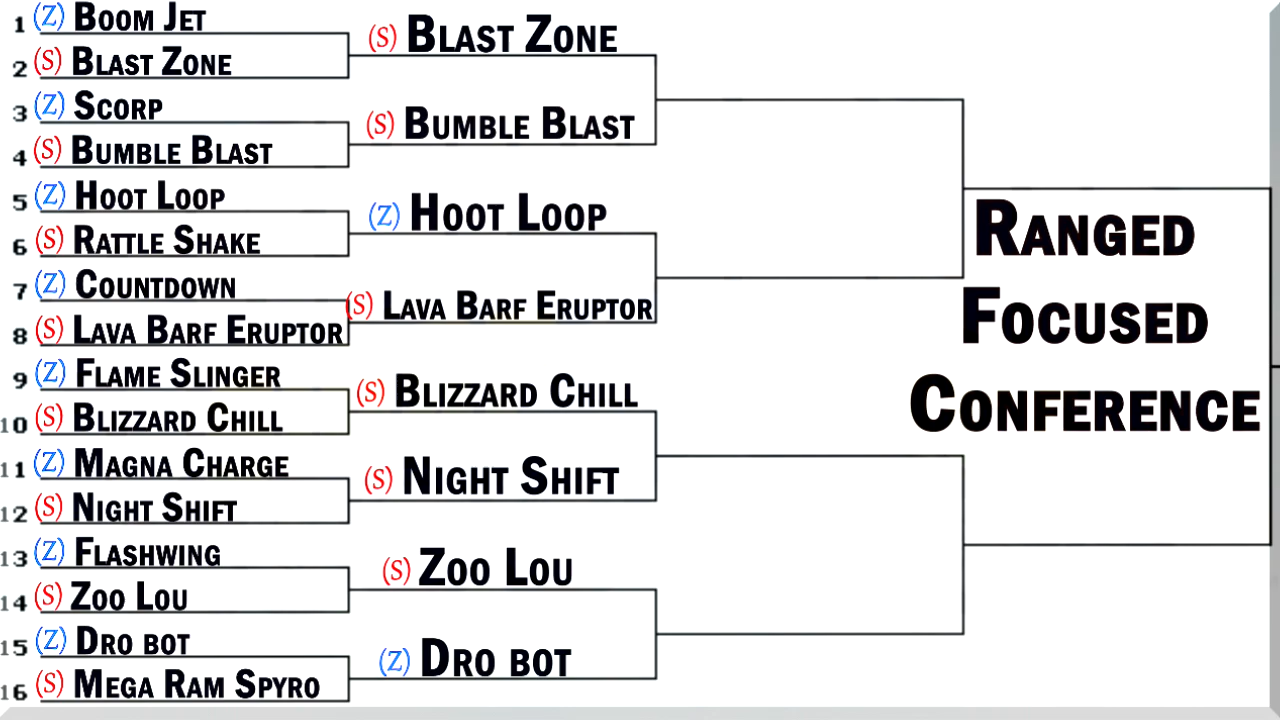 1 (Z) Boom Jet
2 (S) Blast Zone
3 (Z) Scorp
4 (S) Bumble Blast
5 (Z) Hoot Loop
6 (S) Rattle Shake
7 (Z) Countdown
8 (S) Lava Barf Eruptor
9 (Z) Flame Slinger
10 (S) Blizzard Chill
11 (Z) Magna Charge
12 (S) Night Shift
13 (Z) Flashwing
14 (S) Zoo Lou
15 (Z) Dro bot
16 (S) Mega Ram Spyro
(S) Blast Zone
(S) Bumble Blast
(Z) Hoot Loop
(S) Lava Barf Eruptor
(S) Blizzard Chill
(S) Night Shift
(S) Zoo Lou
(Z) Dro bot
Ranged
Focused
Conference